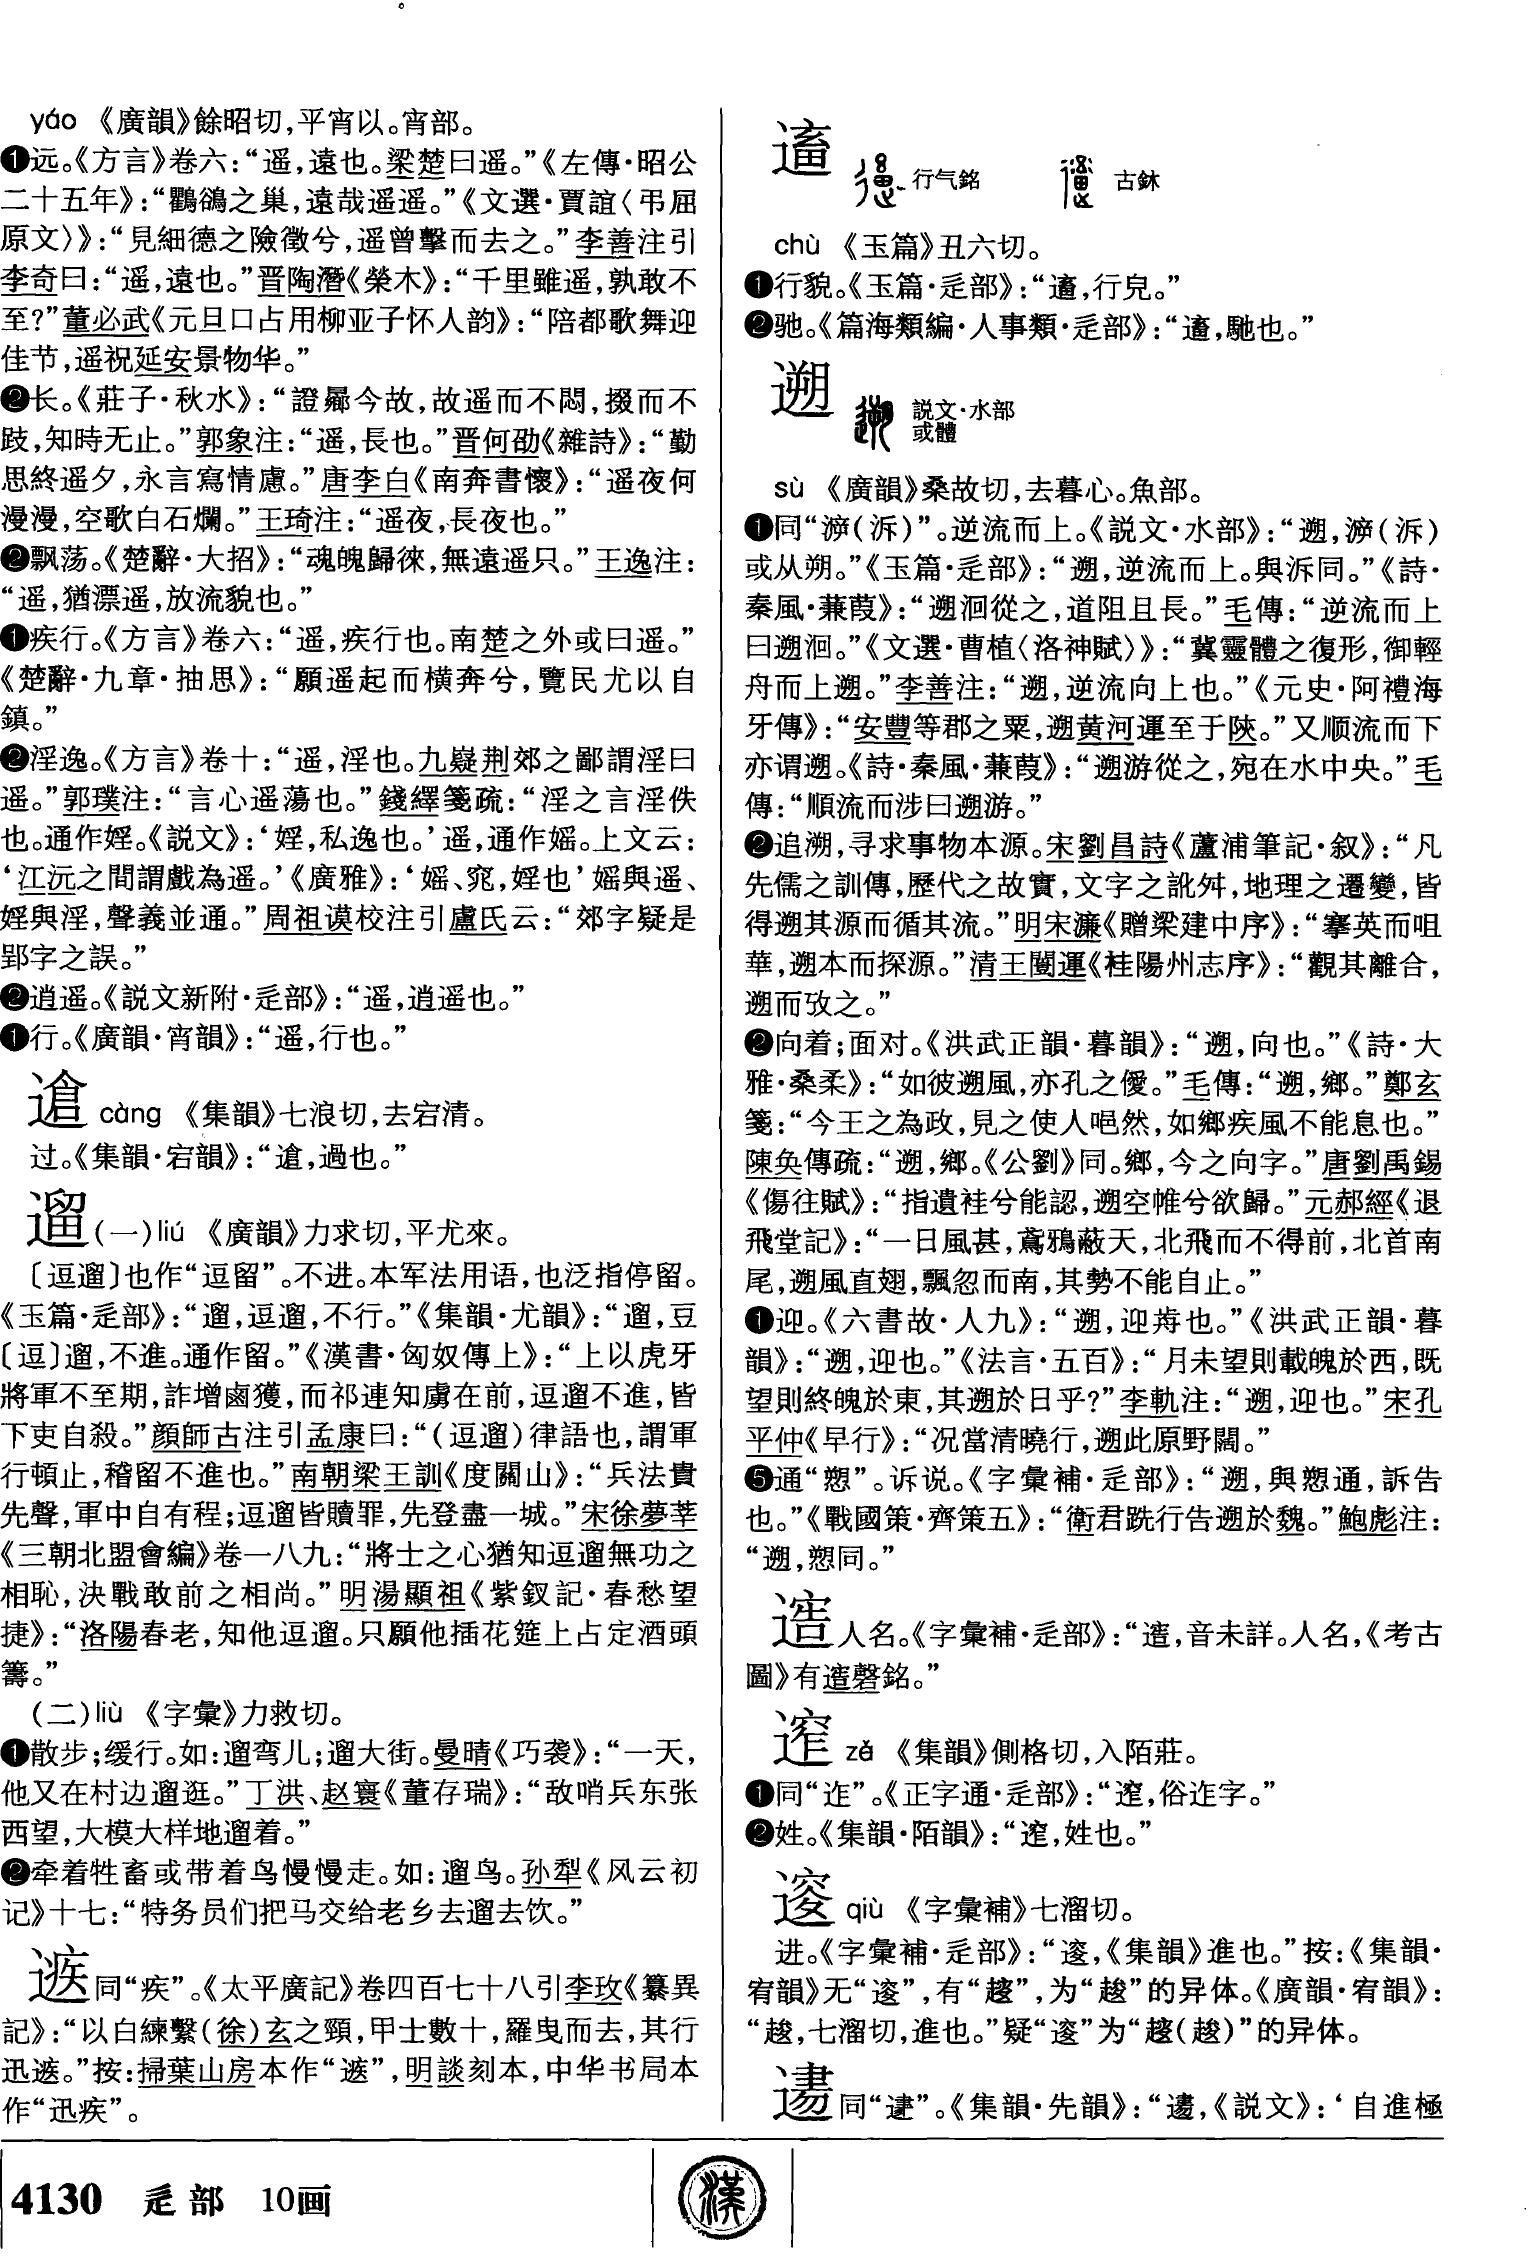 yáo 《廣韻》餘昭切,平宵以。宵部。
❶远。《方言》卷六:“遥,遠也。梁楚曰遥。”《左傳·昭公
二十五年》:“鸜鵒之巢,遠哉遥遥。”《文選·賈誼〈弔屈
原文〉》:“見細德之險徵兮,遥曾擊而去之。”李善注引
李奇曰:“遥,遠也。”晋陶潛《榮木》:“千里雖遥,孰敢不
至?”董必武《元旦口占用柳亚子怀人韵》:“陪都歌舞迎
佳节,遥祝延安景物华。”
❷长。《莊子·秋水》:“證曏今故,故遥而不悶,掇而不
跂,知時无止。”郭象注:“遥,長也。”晋何劭《雜詩》:“勤
思終遥夕,永言寫情慮。”唐李白《南奔書懷》:“遥夜何
漫漫,空歌白石爛。”王琦注:“遥夜,長夜也。”
❷飘荡。《楚辭·大招》:“魂魄歸徠,無遠遥只。”王逸注:
“遥,猶漂遥,放流貌也。”
❶疾行。《方言》卷六:“遥,疾行也。南楚之外或曰遥。”
《楚辭·九章·抽思》:“願遥起而横奔兮,覽民尤以自
鎮。”
❷淫逸。《方言》卷十:“遥,淫也。九嶷荆郊之鄙謂淫曰
遥。”郭璞注:“言心遥蕩也。”錢繹箋疏:“淫之言淫佚
也。通作婬。《説文》:‘婬,私逸也。’遥,通作媱。上文云:
‘江沅之間謂戲為遥。’《廣雅》:‘媱、窕,婬也’媱與遥、
婬與淫,聲義並通。”周祖谟校注引盧氏云:“郊字疑是
郢字之誤。”
❷逍遥。《説文新附·辵部》:“遥,逍遥也。”
❶行。《廣韻·宵韻》:“遥,行也。”
𨖅 càng 《集韻》七浪切,去宕清。
过。《集韻·宕韻》:“𨖅,過也。”
遛 (一)liú 《廣韻》力求切,平尤來。
〔逗遛〕也作“逗留”。不进。本军法用语,也泛指停留。
《玉篇·辵部》:“遛,逗遛,不行。”《集韻·尤韻》:“遛,豆
〔逗〕遛,不進。通作留。”《漢書·匈奴傳上》:“上以虎牙
將軍不至期,詐增鹵獲,而祁連知虜在前,逗遛不進,皆
下吏自殺。”顔師古注引孟康曰:“(逗遛)律語也,謂軍
行頓止,稽留不進也。”南朝梁王訓《度關山》:“兵法貴
先聲,軍中自有程;逗遛皆贖罪,先登盡一城。”宋徐夢莘
《三朝北盟會編》卷一八九:“將士之心猶知逗遛無功之
相恥,決戰敢前之相尚。”明湯顯祖《紫釵記·春愁望
捷》:“洛陽春老,知他逗遛。只願他插花筵上占定酒頭
籌。”
(二)liù 《字彙》力救切。
❶散步;缓行。如:遛弯儿;遛大街。曼晴《巧袭》:“一天,
他又在村边遛逛。”丁洪、赵寰《董存瑞》:“敌哨兵东张
西望,大模大样地遛着。”
❷牵着牲畜或带着鸟慢慢走。如:遛鸟。孙犁《风云初
记》十七:“特务员们把马交给老乡去遛去饮。”
同“疾”。《太平廣記》卷四百七十八引李玫《纂異
記》:“以白練繫(徐)玄之頸,甲士數十,羅曳而去,其行
迅。”按:掃葉山房本作“”,明談刻本,中华书局本
作“迅疾”。
遚 行气銘 古鉥
chù 《玉篇》丑六切。
❶行貌。《玉篇·辵部》:“遚,行皃。”
❷驰。《篇海類編·人事類·辵部》:“遚,馳也。”
遡 説文·水部
或體
sù 《廣韻》桑故切,去暮心。魚部。
❶同“㴑(泝)”。逆流而上。《説文·水部》:“遡,㴑(泝)
或从朔。”《玉篇·辵部》:“遡,逆流而上。與泝同。”《詩·
秦風·蒹葭》:“遡洄從之,道阻且長。”毛傳:“逆流而上
曰遡洄。”《文選·曹植〈洛神賦〉》:“冀靈體之復形,御輕
舟而上遡。”李善注:“遡,逆流向上也。”《元史·阿禮海
牙傳》:“安豐等郡之粟,遡黄河運至于陜。”又顺流而下
亦谓遡。《詩·秦風·蒹葭》:“遡游從之,宛在水中央。”毛
傳:“順流而涉曰遡游。”
❷追溯,寻求事物本源。宋劉昌詩《蘆浦筆記·叙》:“凡
先儒之訓傳,歷代之故實,文字之訛舛,地理之遷變,皆
得遡其源而循其流。”明宋濂《贈梁建中序》:“搴英而咀
華,遡本而探源。”清王闓運《桂陽州志序》:“觀其離合,
遡而攷之。”
❷向着;面对。《洪武正韻·暮韻》:“遡,向也。”《詩·大
雅·桑柔》:“如彼遡風,亦孔之僾。”毛傳:“遡,鄉。”鄭玄
箋:“今王之為政,見之使人唈然,如鄉疾風不能息也。”
陳奂傳疏:“遡,鄉。《公劉》同。鄉,今之向字。”唐劉禹錫
《傷往賦》:“指遺袿兮能認,遡空帷兮欲歸。”元郝經《退
飛堂記》:“一日風甚,鳶鴉蔽天,北飛而不得前,北首南
尾,遡風直翅,飄忽而南,其勢不能自止。”
❶迎。《六書故·人九》:“遡,迎歬也。”《洪武正韻·暮
韻》:“遡,迎也。”《法言·五百》:“月未望則載魄於西,既
望則終魄於東,其遡於日乎?”李軌注:“遡,迎也。”宋孔
平仲《早行》:“况當清曉行,遡此原野闊。”
❺通“愬”。诉说。《字彙補·辵部》:“遡,與愬通,訴告
也。”《戰國策·齊策五》:“衛君跣行告遡於魏。”鮑彪注:
“遡,愬同。”
人名。《字彙補·辵部》:“,音未詳。人名,《考古
圖》有磬銘。”
zě 《集韻》側格切,入陌莊。
❶同“迮”。《正字通·辵部》:“,俗迮字。”
❷姓。《集韻·陌韻》:“,姓也。”
qiù 《字彙補》七溜切。
进。《字彙補·辵部》:“,《集韻》進也。”按:《集韻·
宥韻》无“”,有“”,为“䞭”的异体。《廣韻·宥韻》:
“䞭,七溜切,進也。”疑“”为“(䞭)”的异体。
同“”。《集韻·先韻》:“,《説文》:‘自進極
4130 辵部 10画
漢